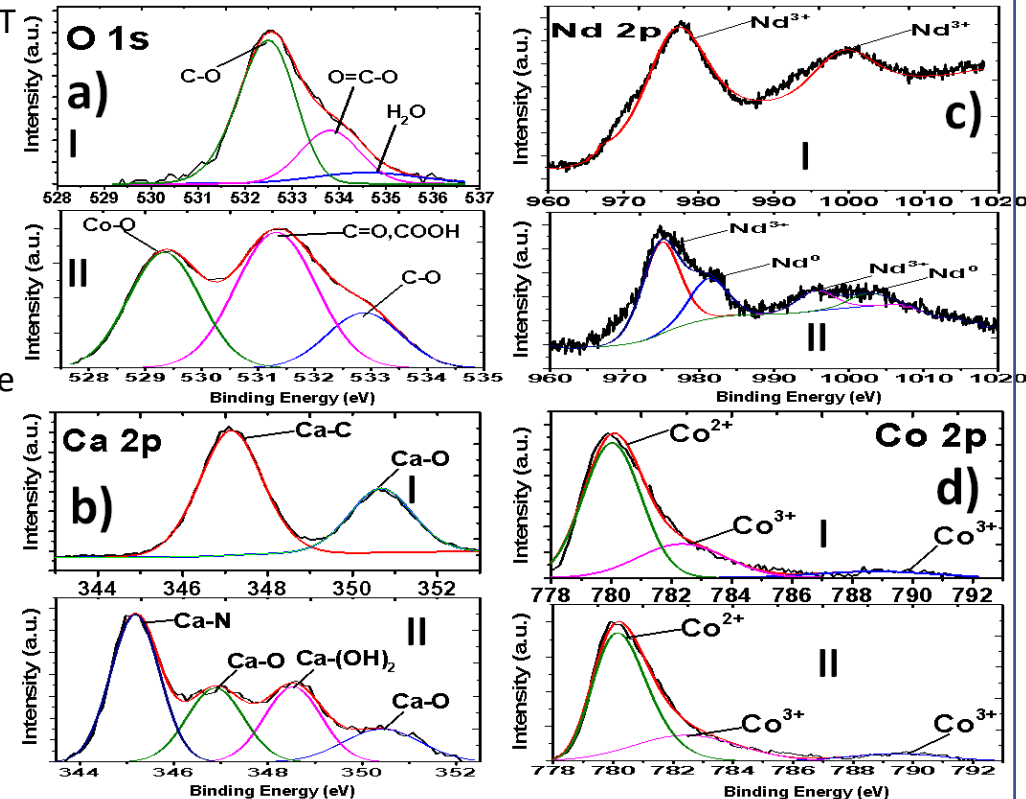 T
e
O 1s
a)
I
C-O
O=C-O
H2O
Intensity (a.u.)
528 529 530 531 532 533 534 535 536 537
II
Co-O
C=O,COOH
C-O
Intensity (a.u.)
528 529 530 531 532 533 534 535
Binding Energy (eV)
Nd 2p
c)
I
Nd3+
Nd3+
Intensity (a.u.)
960 970 980 990 1000 1010 1020
II
Nd3+
Nd0
Nd3+
Nd0
Intensity (a.u.)
960 970 980 990 1000 1010 1020
Binding Energy (eV)
Ca 2p
b)
I
Ca-C
Ca-O
Intensity (a.u.)
344 346 348 350 352
II
Ca-N
Ca-O
Ca-(OH)2
Ca-O
Intensity (a.u.)
344 346 348 350 352
Binding Energy (eV)
Co 2p
d)
I
Co2+
Co3+
Co3+
Intensity (a.u.)
778 780 782 784 786 788 790 792
II
Co2+
Co3+
Co3+
Intensity (a.u.)
778 780 782 784 786 788 790 792
Binding Energy (eV)